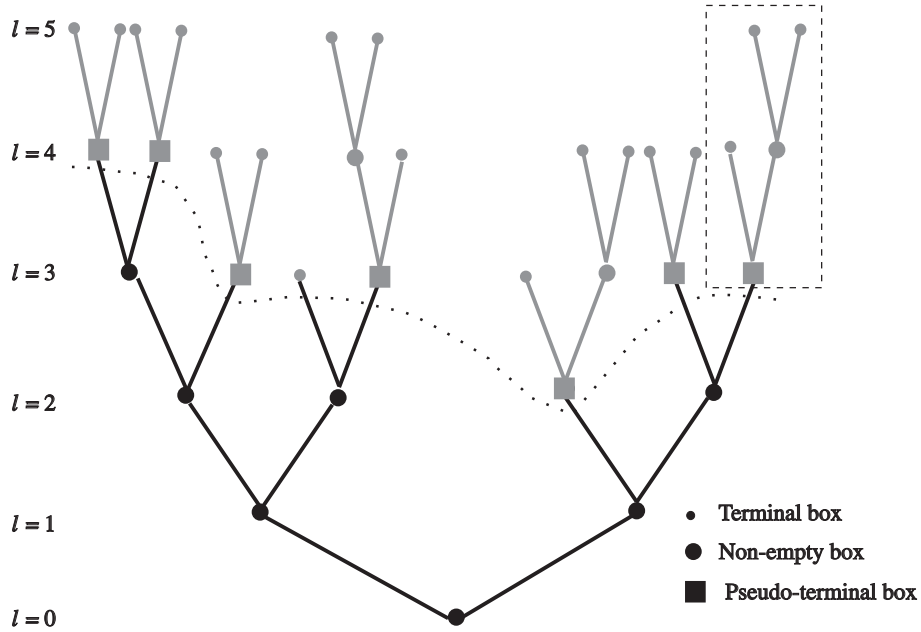 l = 5
l = 4
l = 3
l = 2
l = 1
l = 0
Terminal box
Non-empty box
Pseudo-terminal box